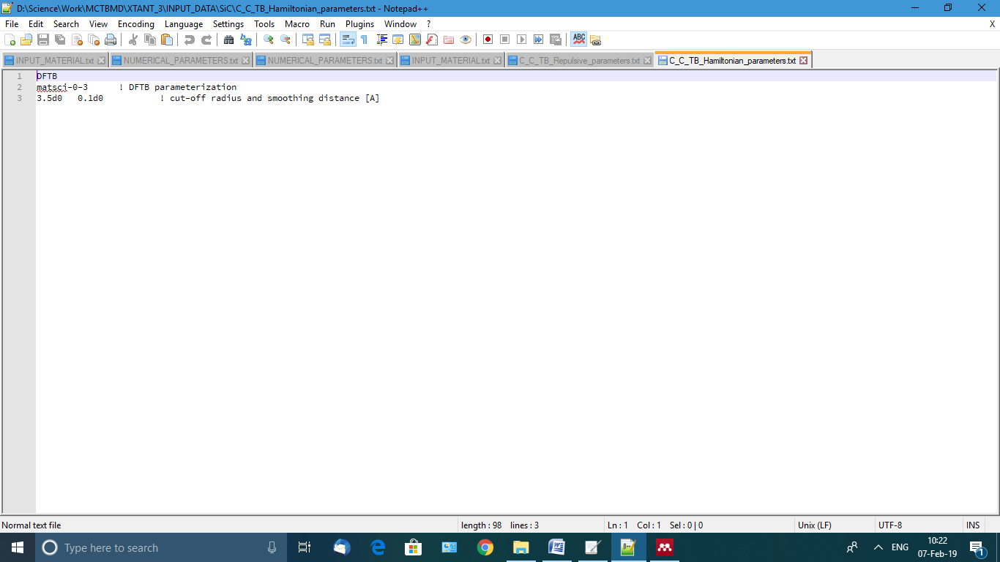 D:\Science\Work\MCTBMD\XTANT_3\INPUT_DATA\SiC\C_C_TB_Hamiltonian_parameters.txt - Notepad++
File Edit Search View Encoding Language Settings Tools Macro Run Plugins Window ? X
INPUT_MATERIAL.txt NUMERICAL_PARAMETERS.txt NUMERICAL_PARAMETERS.txt INPUT_MATERIAL.txt C_C_TB_Repulsive_parameters.txt C_C_TB_Hamiltonian_parameters.txt
1 DFTB
2 matsci-0-3 ! DFTB parameterization
3 3.5d0 0.1d0 ! cut-off radius and smoothing distance [A]
Normal text file length : 98 lines : 3 Ln : 1 Col : 1 Sel : 0 | 0 Unix (LF) UTF-8 INS
Type here to search ENG 10:22
07-Feb-19 1